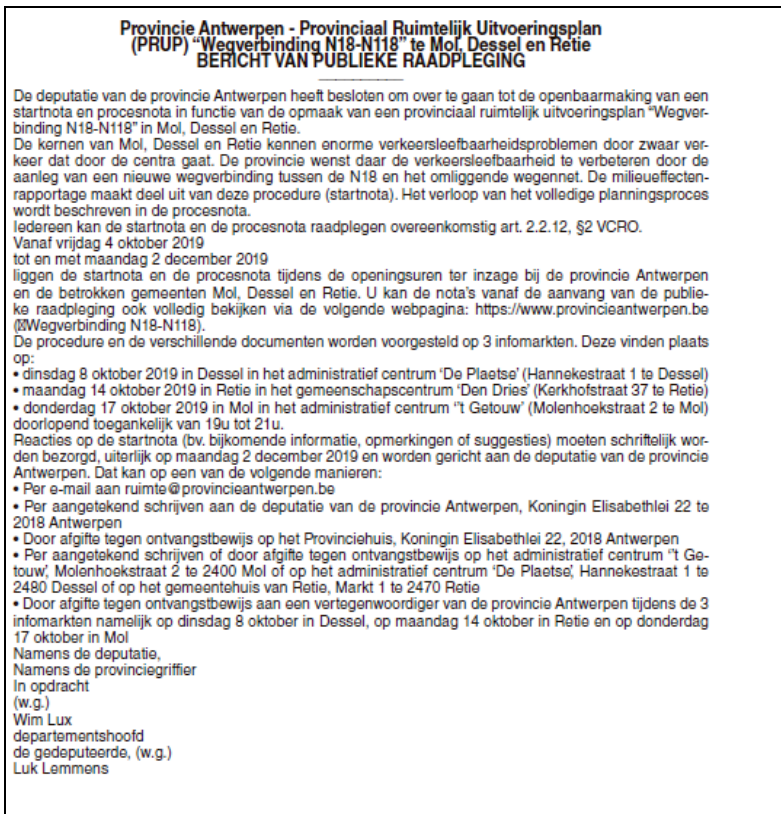 Provincie Antwerpen - Provinciaal Ruimtelijk Uitvoeringsplan
(PRUP) “Wegverbinding N18-N118” te Mol, Dessel en Retie
BERICHT VAN PUBLIEKE RAADPLEGING
De deputatie van de provincie Antwerpen heeft besloten om over te gaan tot de openbaarmaking van een
startnota en procesnota in functie van de opmaak van een provinciaal ruimtelijk uitvoeringsplan “Wegver-
binding N18-N118” in Mol, Dessel en Retie.
De kernen van Mol, Dessel en Retie kennen enorme verkeersleefbaarheidsproblemen door zwaar ver-
keer dat door de centra gaat. De provincie wenst daar de verkeersleefbaarheid te verbeteren door de
aanleg van een nieuwe wegverbinding tussen de N18 en het omliggende wegennet. De milieueffecten-
rapportage maakt deel uit van deze procedure (startnota). Het verloop van het volledige planningsproces
wordt beschreven in de procesnota.
Iedereen kan de startnota en de procesnota raadplegen overeenkomstig art. 2.2.12, §2 VCRO.
Vanaf vrijdag 4 oktober 2019
tot en met maandag 2 december 2019
liggen de startnota en de procesnota tijdens de openingsuren ter inzage bij de provincie Antwerpen
en de betrokken gemeenten Mol, Dessel en Retie. U kan de nota’s vanaf de aanvang van de publie-
ke raadpleging ook volledig bekijken via de volgende webpagina: https://www.provincieantwerpen.be
(Wegverbinding N18-N118).
De procedure en de verschillende documenten worden voorgesteld op 3 infomarkten. Deze vinden plaats
op:
• dinsdag 8 oktober 2019 in Dessel in het administratief centrum ‘De Plaetse’ (Hannekestraat 1 te Dessel)
• maandag 14 oktober 2019 in Retie in het gemeenschapscentrum ‘Den Dries’ (Kerkhofstraat 37 te Retie)
• donderdag 17 oktober 2019 in Mol in het administratief centrum ‘’t Getouw’ (Molenhoekstraat 2 te Mol)
doorlopend toegankelijk van 19u tot 21u.
Reacties op de startnota (bv. bijkomende informatie, opmerkingen of suggesties) moeten schriftelijk wor-
den bezorgd, uiterlijk op maandag 2 december 2019 en worden gericht aan de deputatie van de provincie
Antwerpen. Dat kan op een van de volgende manieren:
• Per e-mail aan ruimte@provincieantwerpen.be
• Per aangetekend schrijven aan de deputatie van de provincie Antwerpen, Koningin Elisabethlei 22 te
2018 Antwerpen
• Door afgifte tegen ontvangstbewijs op het Provinciehuis, Koningin Elisabethlei 22, 2018 Antwerpen
• Per aangetekend schrijven of door afgifte tegen ontvangstbewijs op het administratief centrum ‘’t Ge-
touw’, Molenhoekstraat 2 te 2400 Mol of op het administratief centrum ‘De Plaetse’, Hannekestraat 1 te
2480 Dessel of op het gemeentehuis van Retie, Markt 1 te 2470 Retie
• Door afgifte tegen ontvangstbewijs aan een vertegenwoordiger van de provincie Antwerpen tijdens de 3
infomarkten namelijk op dinsdag 8 oktober in Dessel, op maandag 14 oktober in Retie en op donderdag
17 oktober in Mol
Namens de deputatie,
Namens de provinciegriffier
In opdracht
(w.g.)
Wim Lux
departementshoofd
de gedeputeerde, (w.g.)
Luk Lemmens